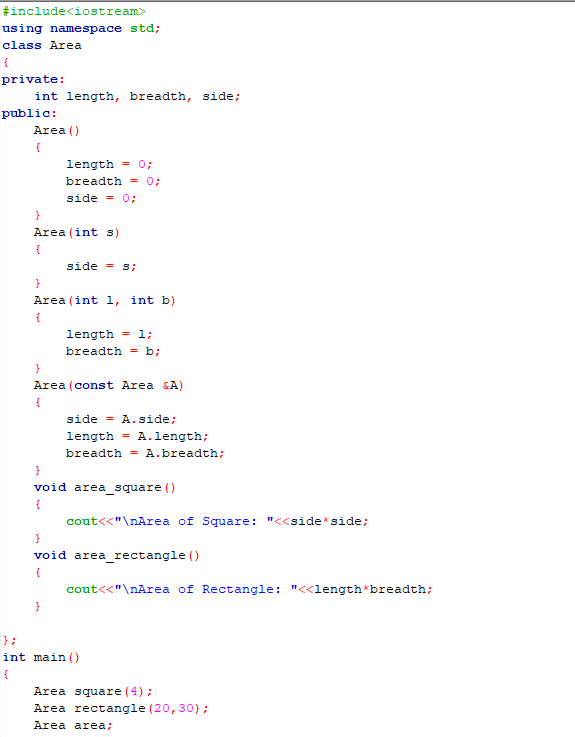 #include<iostream>
using namespace std;
class Area
{
private:
    int length, breadth, side;
public:
    Area()
    {
        length = 0;
        breadth = 0;
        side = 0;
    }
    Area(int s)
    {
        side = s;
    }
    Area(int l, int b)
    {
        length = l;
        breadth = b;
    }
    Area(const Area &A)
    {
        side = A.side;
        length = A.length;
        breadth = A.breadth;
    }
    void area_square()
    {
        cout<<"\nArea of Square: "<<side*side;
    }
    void area_rectangle()
    {
        cout<<"\nArea of Rectangle: "<<length*breadth;
    }

};
int main()
{
    Area square(4);
    Area rectangle(20,30);
    Area area;